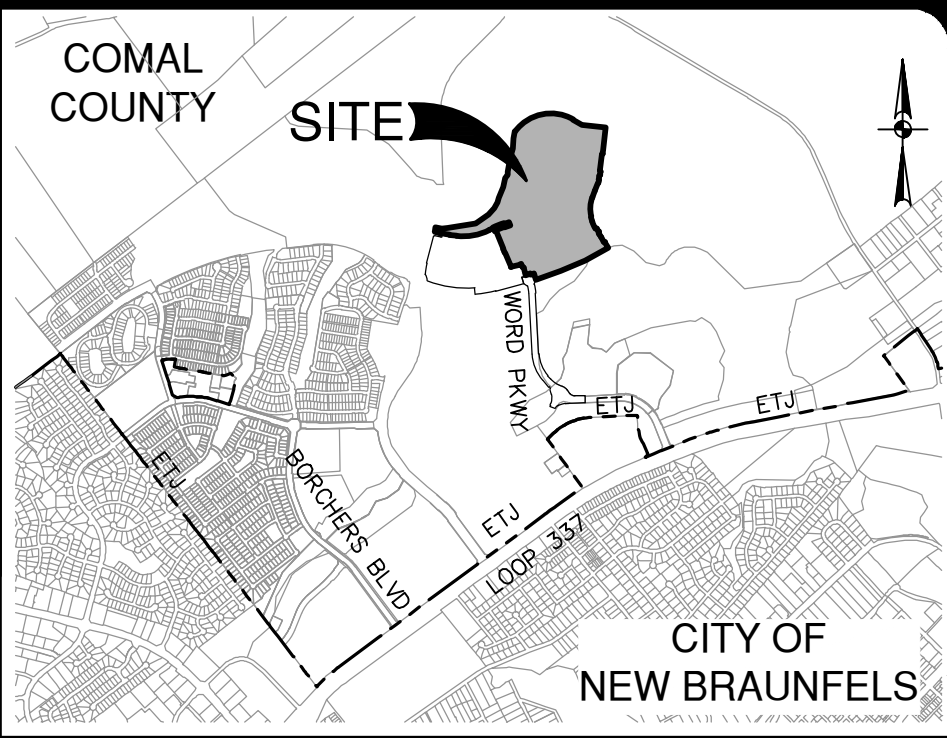 COMAL
COUNTY
SITE
WORD PKWY
ETJ
ETJ
ETJ
BORCHERS BLVD
ETJ
LOOP 337
CITY OF
NEW BRAUNFELS